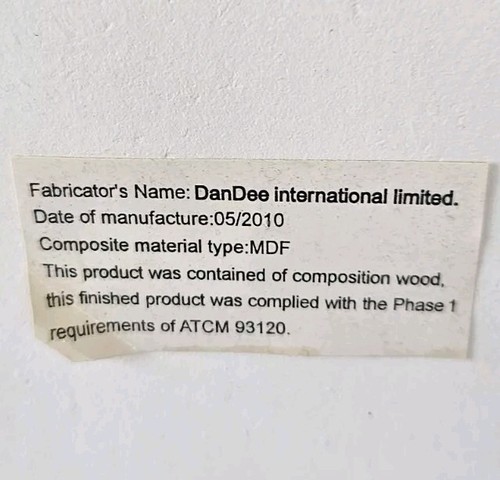 Fabricator's Name: DanDee international limited.
Date of manufacture:05/2010
Composite material type:MDF
This product was contained of composition wood,
this finished product was complied with the Phase 1
requirements of ATCM 93120.